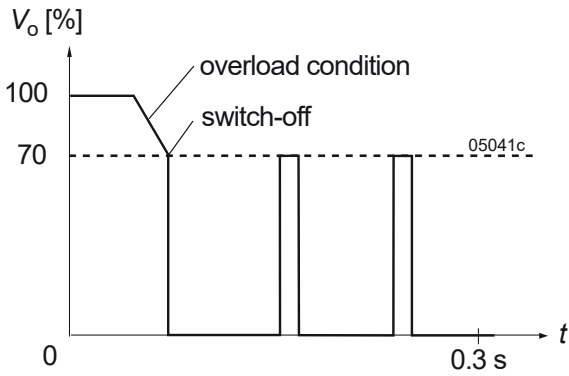 Vo [%]
overload condition
100
switch-off
70
05041c
t
0
0.3 s